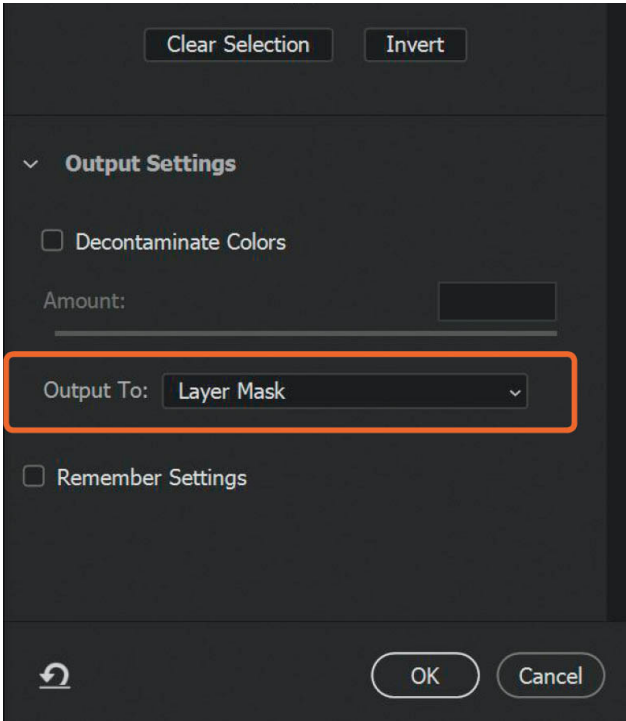 Clear Selection Invert
Output Settings
Decontaminate Colors
Amount:
Output To: Layer Mask
Remember Settings
OK Cancel